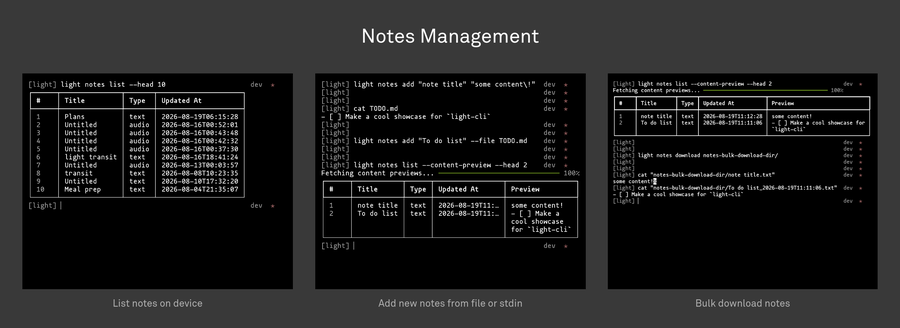 Notes Management
[light] light notes list --head 10 dev *
# Title Type Updated At
1 Plans text 2026-08-19T06:15:28
2 Untitled audio 2026-08-16T00:52:01
3 Untitled audio 2026-08-16T00:43:48
4 Untitled audio 2026-08-16T00:42:32
5 Untitled audio 2026-08-16T00:37:30
6 light transit text 2026-08-16T18:41:24
7 Untitled audio 2026-08-13T00:03:57
8 transit text 2026-08-08T10:23:35
9 Untitled text 2026-08-10T17:32:20
10 Meal prep text 2026-08-04T21:35:07
[light] dev *
List notes on device
[light] light notes add "note title" "some content\!" dev *
[light] dev *
[light] dev *
[light] cat TODO.md dev *
- [ ] Make a cool showcase for `light-cli`
[light] dev *
[light] dev *
[light] light notes add "To do list" --file TODO.md dev *
[light] dev *
[light] dev *
[light] light notes list --content-preview --head 2 dev *
Fetching content previews... 100%
# Title Type Updated At Preview
1 note title text 2026-08-19T11:… some content!
2 To do list text 2026-08-19T11:… - [ ] Make a
cool showcase
for `light-cli`
[light] dev *
Add new notes from file or stdin
[light] light notes list --content-preview --head 2 dev *
Fetching content previews... 100%
# Title Type Updated At Preview
1 note title text 2026-08-19T11:12:28 some content!
2 To do list text 2026-08-19T11:11:06 - [ ] Make a cool showcase
for `light-cli`
[light] dev *
[light] dev *
[light] light notes download notes-bulk-download-dir/ dev *
[light] dev *
[light] cat "notes-bulk-download-dir/note title.txt" dev *
some content!
[light] cat "notes-bulk-download-dir/To do list_2026-08-19T11:11:06.txt" dev *
- [ ] Make a cool showcase for `light-cli`
[light] dev *
Bulk download notes